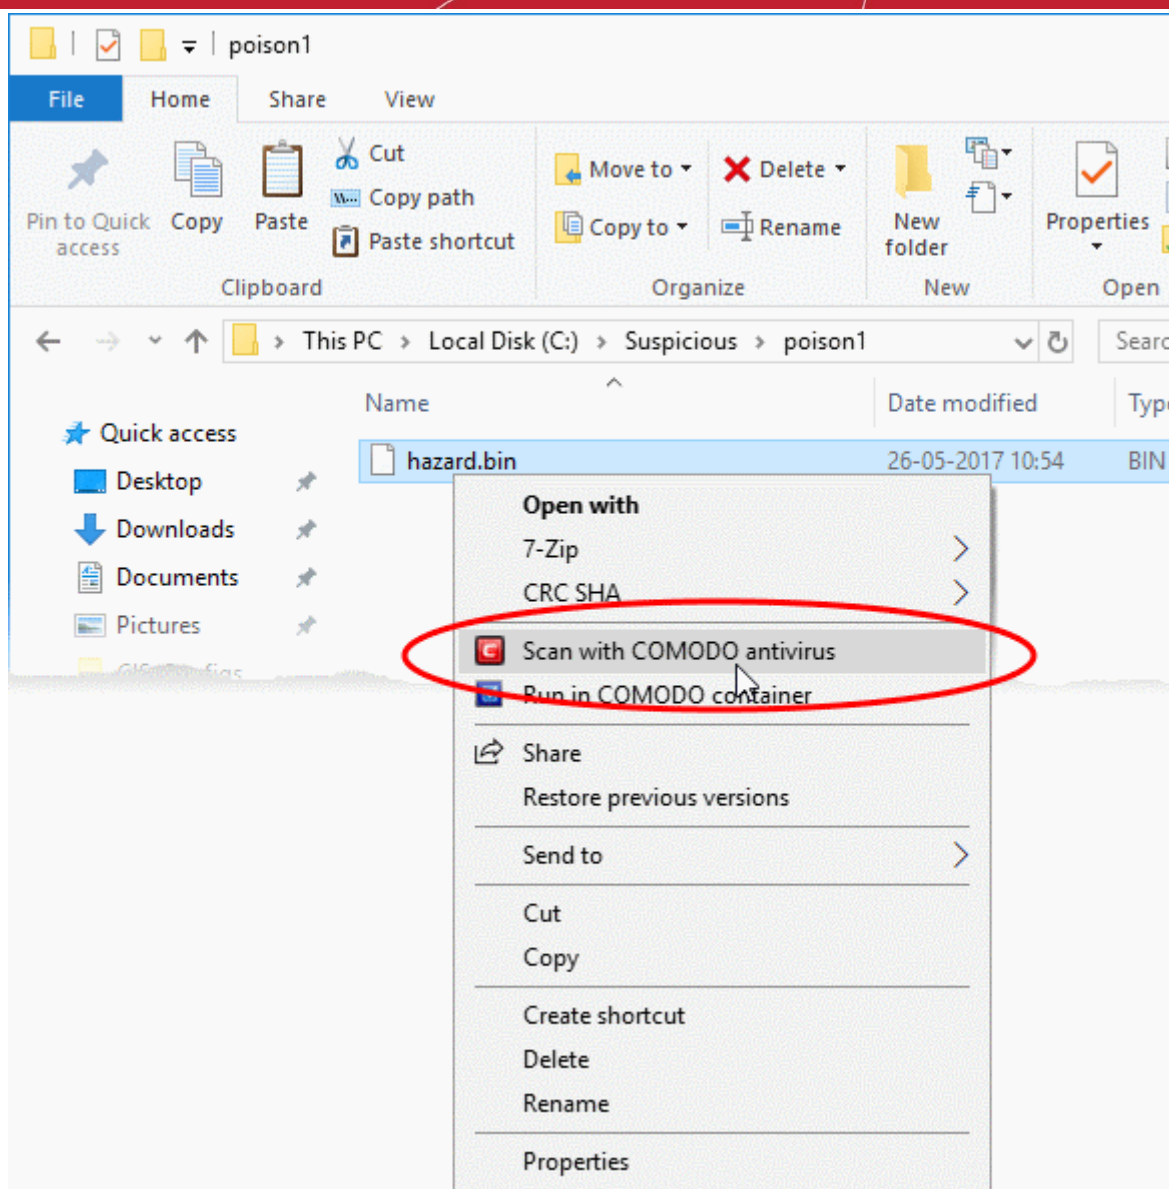 poison1
File Home Share View
Pin to Quick access
Copy
Paste
Cut
Copy path
Paste shortcut
Move to
Copy to
Delete
Rename
New folder
Properties
Clipboard Organize New Open
This PC > Local Disk (C:) > Suspicious > poison1
Name Date modified
Quick access
hazard.bin 26-05-2017 10:54 BIN
Desktop
Downloads
Documents
Pictures
Open with
7-Zip
CRC SHA
Scan with COMODO antivirus
Run in COMODO container
Share
Restore previous versions
Send to
Cut
Copy
Create shortcut
Delete
Rename
Properties